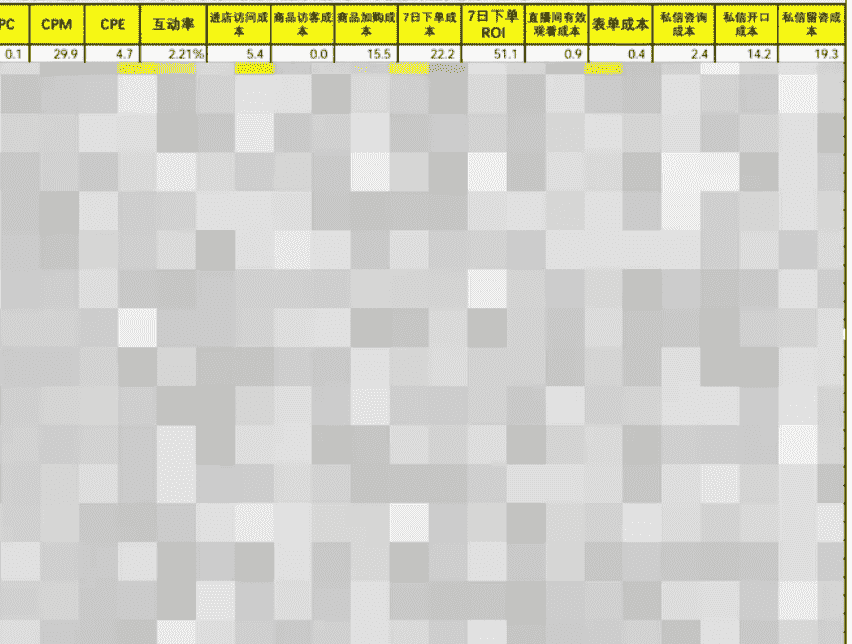 PC CPM CPE 互动率 进店访问成本 商品访客成本 商品加购成本 7日下单成本 7日下单ROI 直播间有效观看成本 表单成本 私信咨询成本 私信开口成本 私信留资成本
0.1 29.9 4.7 2.21% 5.4 0.0 15.5 22.2 51.1 0.9 0.4 2.4 14.2 19.3